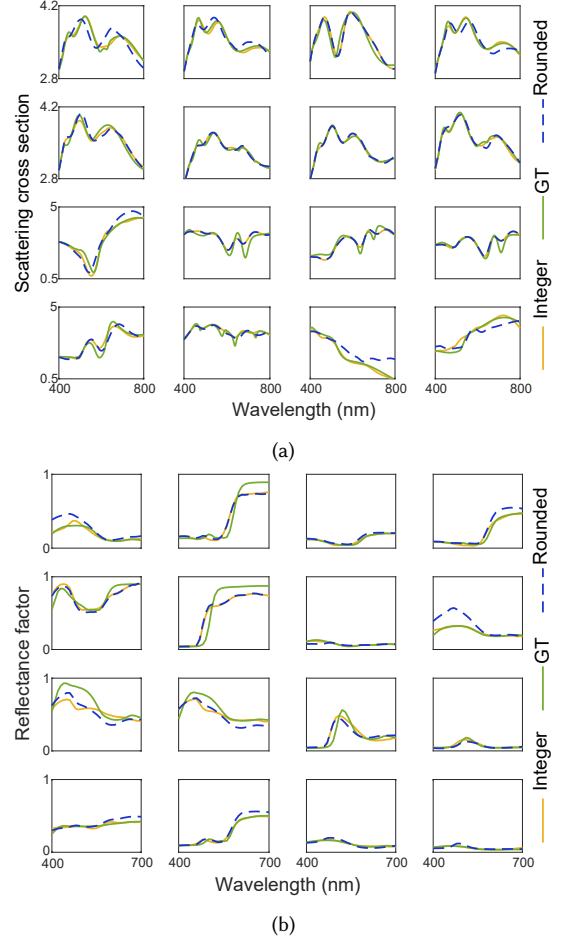 4.2
2.8
4.2
2.8
5
0.5
5
0.5
400 800 400 800 400 800 400 800
Scattering cross section
Wavelength (nm)
Integer GT Rounded
(a)
1
0
1
0
1
0
1
0
400 700 400 700 400 700 400 700
Reflectance factor
Wavelength (nm)
Integer GT Rounded
(b)